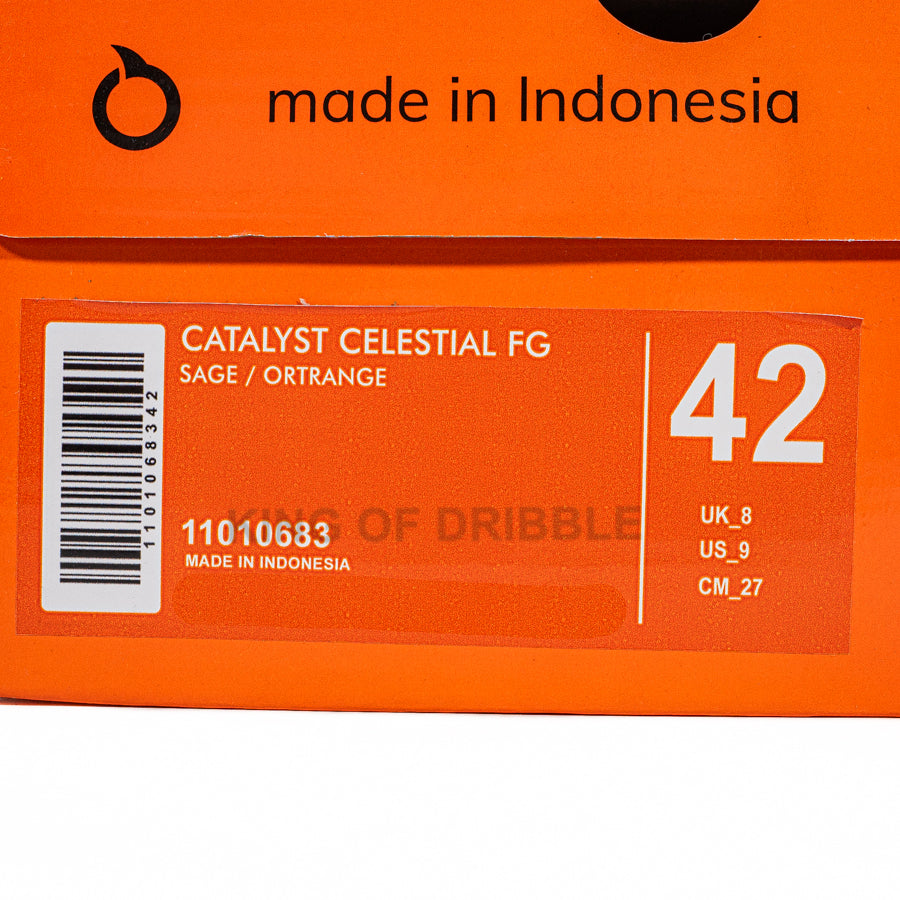 made in Indonesia
CATALYST CELESTIAL FG
SAGE / ORTRANGE
11010683
KING OF DRIBBLE
MADE IN INDONESIA
1101068342
42
UK_8
US_9
CM_27